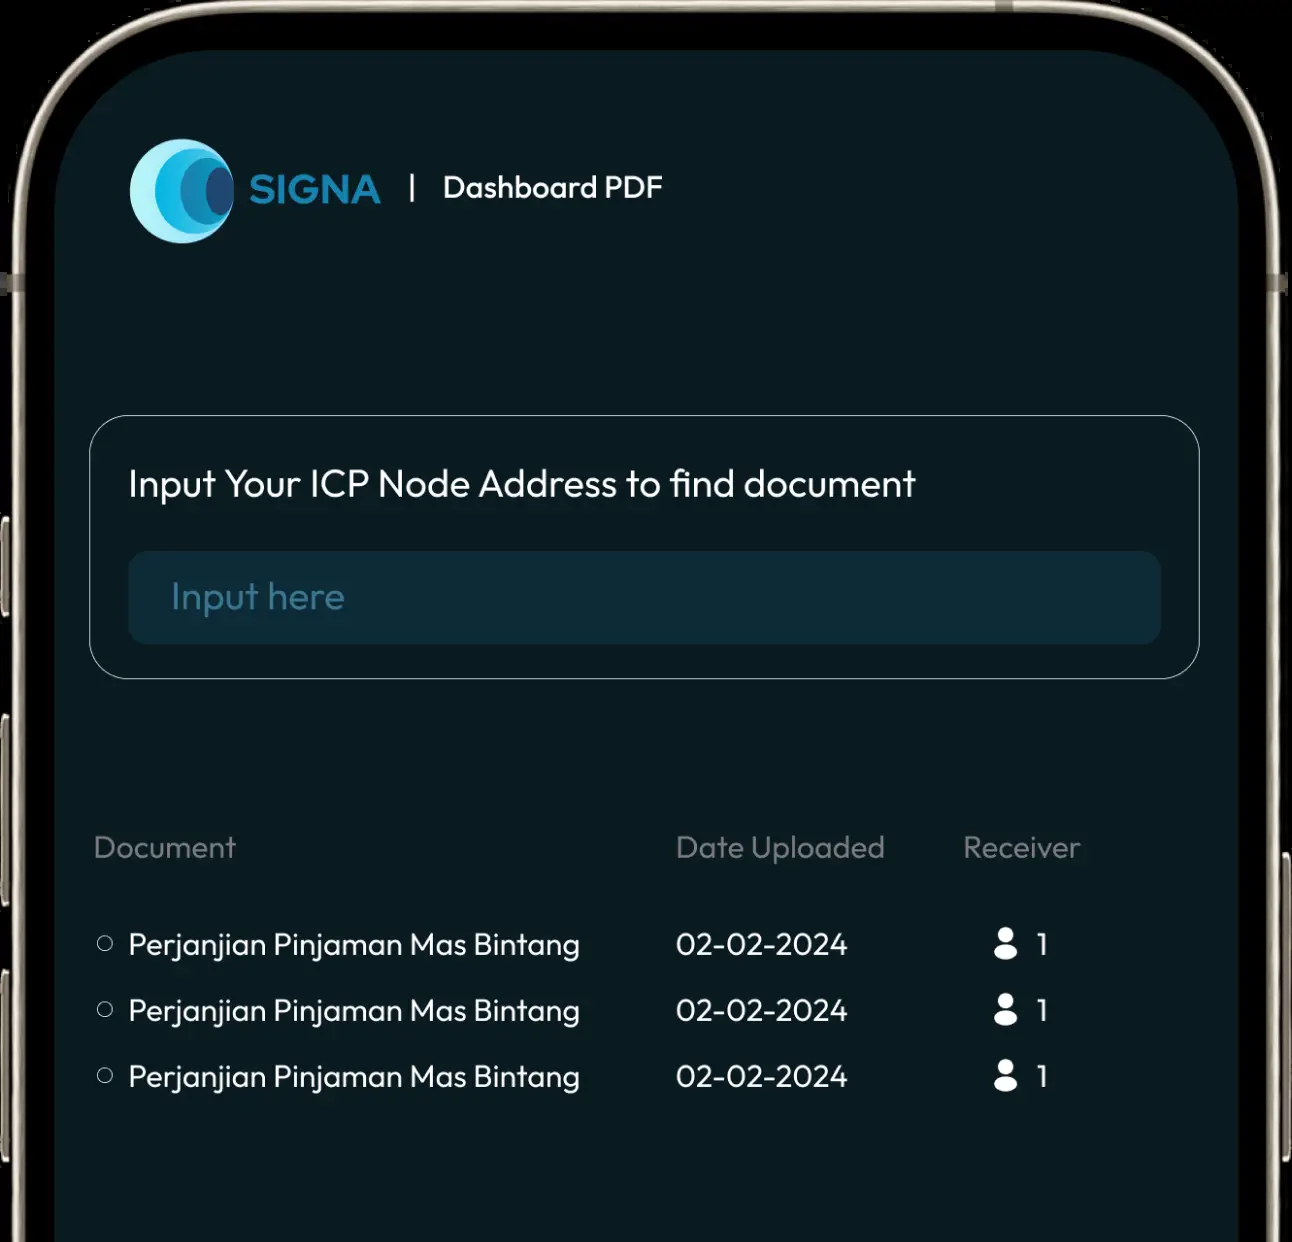 SIGNA | Dashboard PDF
Input Your ICP Node Address to find document
Input here
Document Date Uploaded Receiver
Perjanjian Pinjaman Mas Bintang 02-02-2024 1
Perjanjian Pinjaman Mas Bintang 02-02-2024 1
Perjanjian Pinjaman Mas Bintang 02-02-2024 1